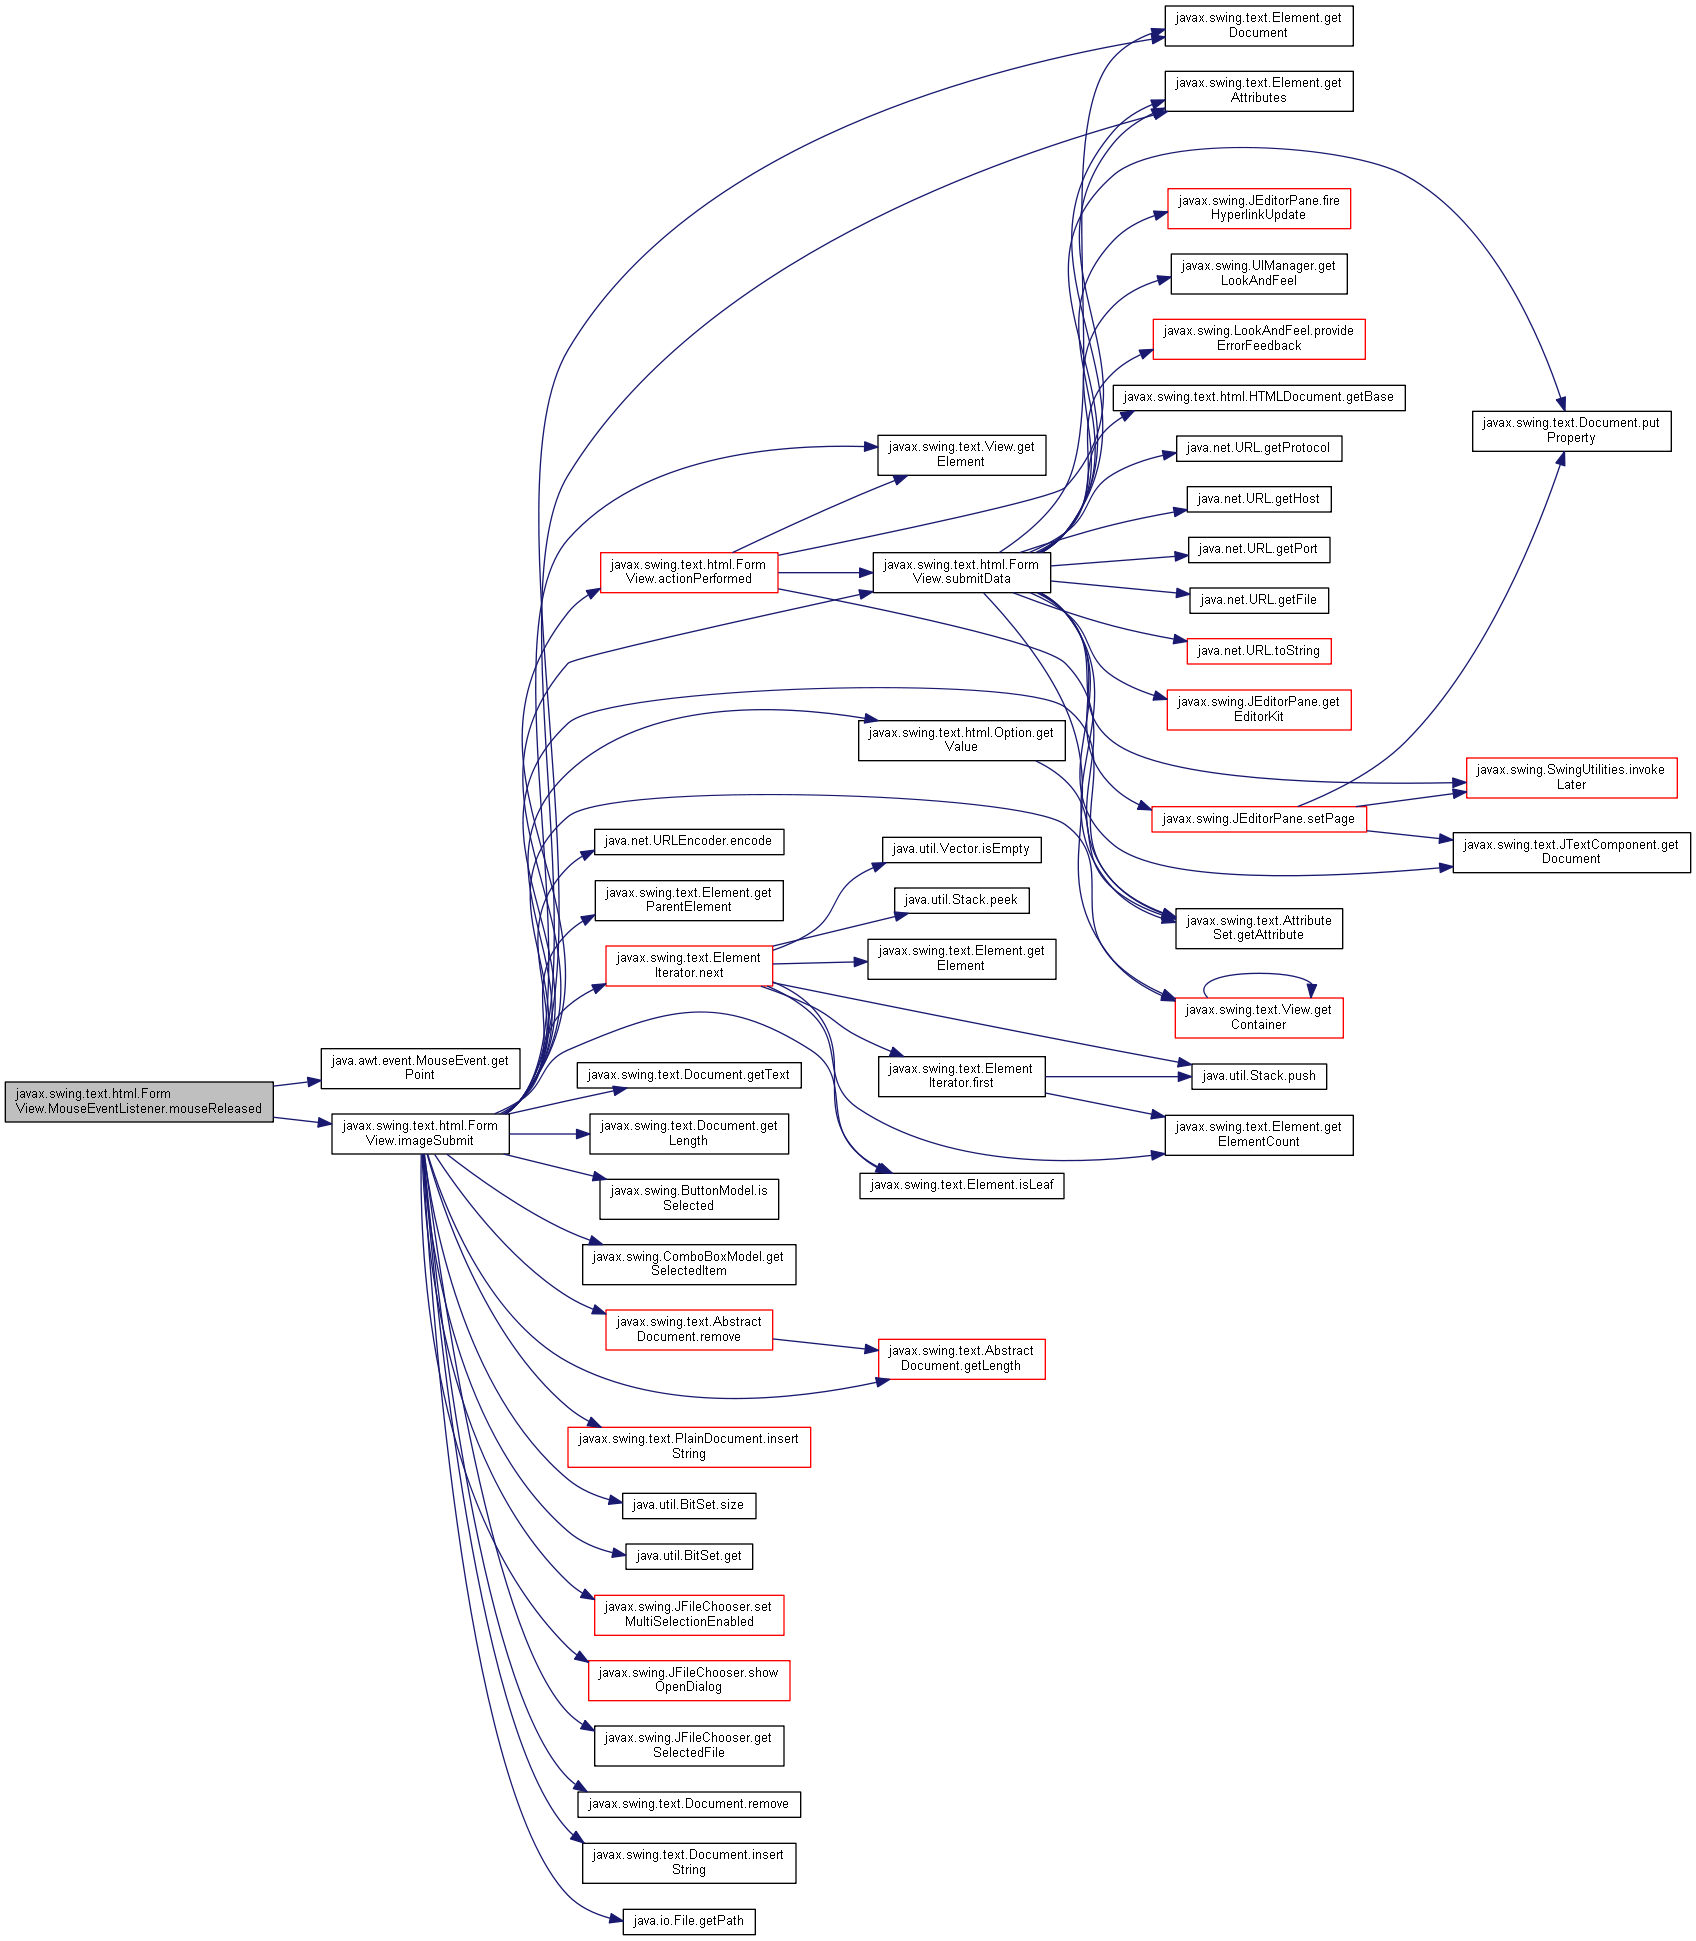 javax.swing.text.html.Form
View.MouseEventListener.mouseReleased
java.awt.event.MouseEvent.get
Point
javax.swing.text.html.Form
View.imageSubmit
javax.swing.text.html.Form
View.actionPerformed
java.net.URLEncoder.encode
javax.swing.text.Element.get
ParentElement
javax.swing.text.Element
Iterator.next
javax.swing.text.Document.getText
javax.swing.text.Document.get
Length
javax.swing.ButtonModel.is
Selected
javax.swing.ComboBoxModel.get
SelectedItem
javax.swing.text.Abstract
Document.remove
javax.swing.text.PlainDocument.insert
String
java.util.BitSet.size
java.util.BitSet.get
javax.swing.JFileChooser.set
MultiSelectionEnabled
javax.swing.JFileChooser.show
OpenDialog
javax.swing.JFileChooser.get
SelectedFile
javax.swing.text.Document.remove
javax.swing.text.Document.insert
String
java.io.File.getPath
javax.swing.text.View.get
Element
javax.swing.text.html.Form
View.submitData
javax.swing.text.html.Option.get
Value
java.util.Vector.isEmpty
java.util.Stack.peek
javax.swing.text.Element.get
Element
javax.swing.text.Element
Iterator.first
javax.swing.text.Element.isLeaf
javax.swing.text.Abstract
Document.getLength
javax.swing.text.Element.get
Document
javax.swing.text.Element.get
Attributes
javax.swing.JEditorPane.fire
HyperlinkUpdate
javax.swing.UIManager.get
LookAndFeel
javax.swing.LookAndFeel.provide
ErrorFeedback
javax.swing.text.html.HTMLDocument.getBase
java.net.URL.getProtocol
java.net.URL.getHost
java.net.URL.getPort
java.net.URL.getFile
java.net.URL.toString
javax.swing.JEditorPane.get
EditorKit
javax.swing.JEditorPane.setPage
javax.swing.text.Attribute
Set.getAttribute
javax.swing.text.View.get
Container
java.util.Stack.push
javax.swing.text.Element.get
ElementCount
javax.swing.text.Document.put
Property
javax.swing.SwingUtilities.invoke
Later
javax.swing.text.JTextComponent.get
Document